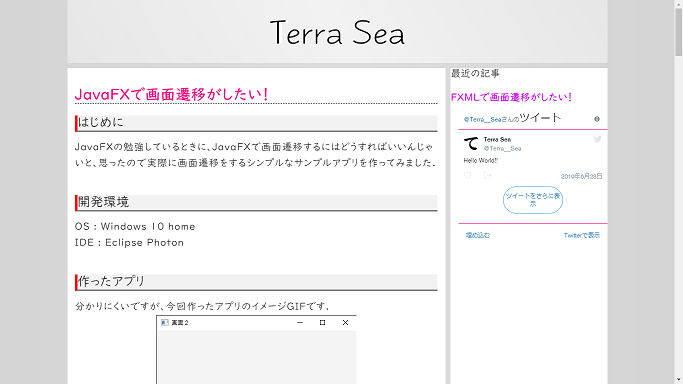 Terra Sea
JavaFXで画面遷移がしたい！
はじめに
JavaFXの勉強しているときに、JavaFXで画面遷移するにはどうすればいいんじゃ
いと、思ったので実際に画面遷移をするシンプルなサンプルアプリを作ってみました.
開発環境
OS : Windows 10 home
IDE : Eclipse Photon
作ったアプリ
分かりにくいですが、今回作ったアプリのイメージGIFです.
画面２
最近の記事
FXMLで画面遷移がしたい！
@Terra__Seaさんのツイート
て
Terra Sea
@Terra__Sea
Hello World!!
2019年6月28日
ツイートをさらに表
示
埋め込む
Twitterで表示